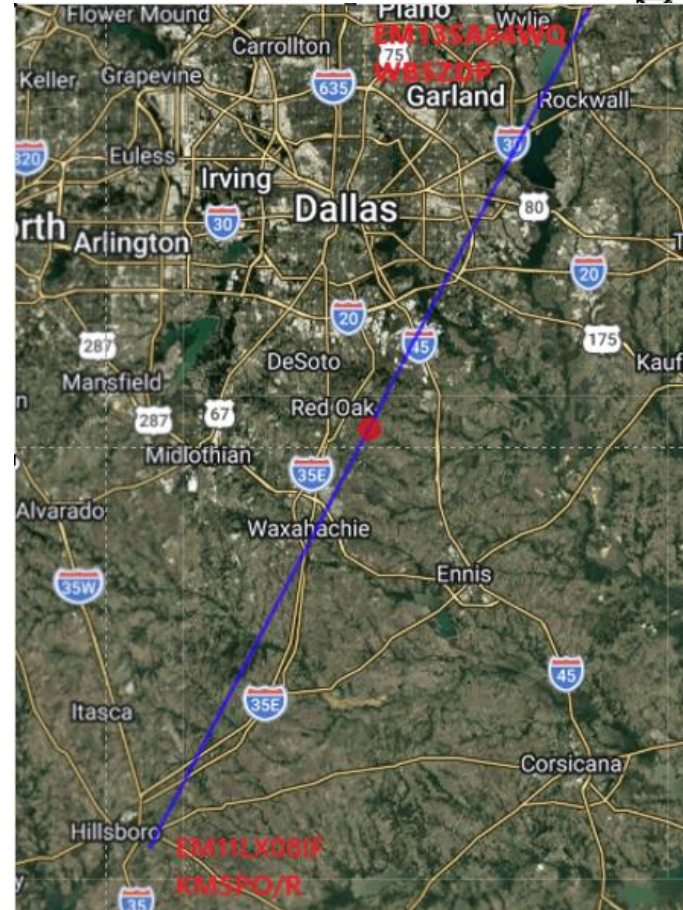 Flower Mound
Plano
Wylie
EM13SA64WQ
Carrollton
75
WB5ZDP
Keller
Grapevine
635
Garland
Rockwall
820
Euless
30
Irving
80
30
Dallas
orth
Arlington
20
20
45
175
287
DeSoto
Kauf
Mansfield
Red Oak
287
67
Midlothian
35E
Alvarado
Waxahachie
Ennis
35W
45
35E
Itasca
Corsicana
Hillsboro
EM11LX08IF
KM5PO/R
35